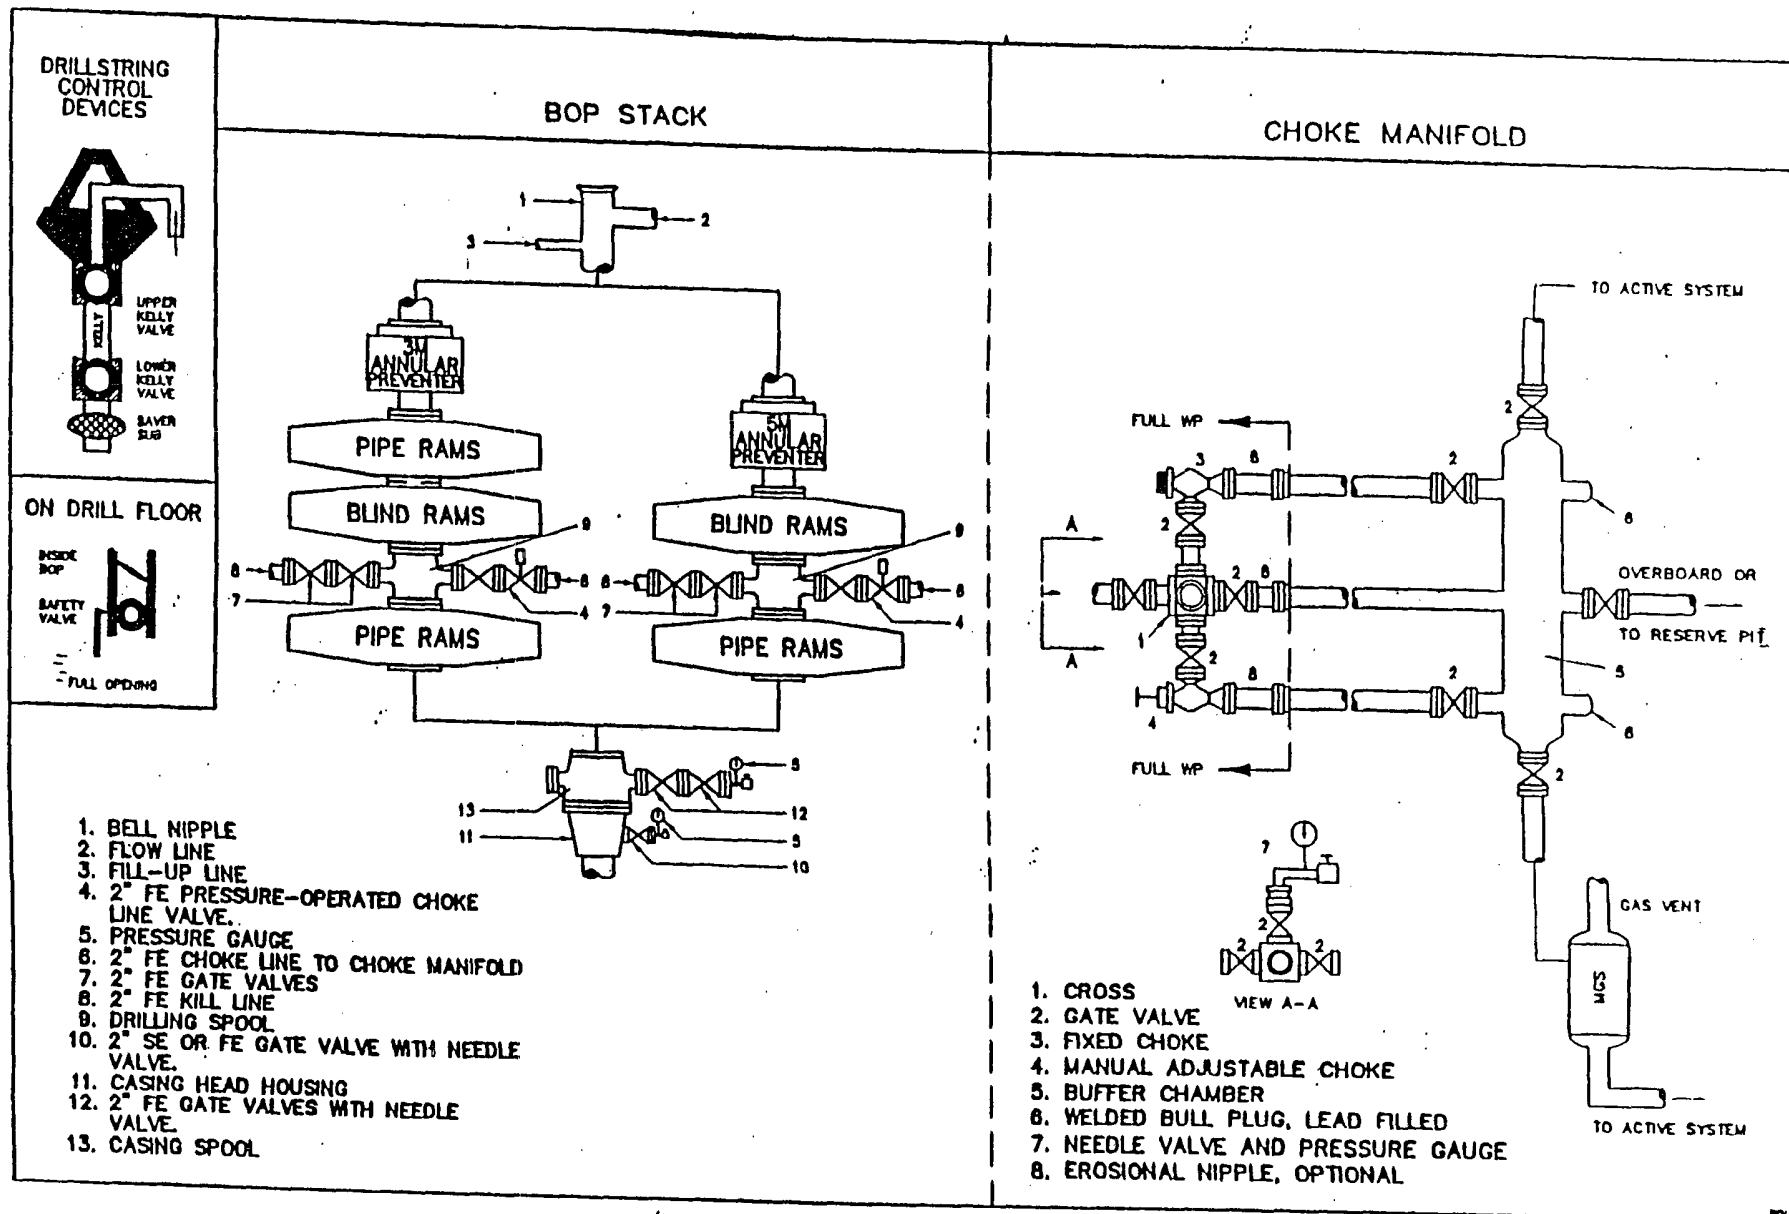 DRILLSTRING
CONTROL
DEVICES
UPPER
KELLY
VALVE
KELLY
LOWER
KELLY
VALVE
SAVER
SUB
ON DRILL FLOOR
INSIDE
BOP
SAFETY
VALVE
FULL OPENING
BOP STACK
1
2
3
3M
ANNULAR
PREVENTER
5M
ANNULAR
PREVENTER
PIPE RAMS
BLIND RAMS
BLIND RAMS
9
9
8
6
8
6
7
4
7
4
PIPE RAMS
PIPE RAMS
5
13
12
11
5
10
1. BELL NIPPLE
2. FLOW LINE
3. FILL-UP LINE
4. 2" FE PRESSURE-OPERATED CHOKE
LINE VALVE.
5. PRESSURE GAUGE
6. 2" FE CHOKE LINE TO CHOKE MANIFOLD
7. 2" FE GATE VALVES
8. 2" FE KILL LINE
9. DRILLING SPOOL
10. 2" SE OR FE GATE VALVE WITH NEEDLE
VALVE.
11. CASING HEAD HOUSING
12. 2" FE GATE VALVES WITH NEEDLE
VALVE.
13. CASING SPOOL
CHOKE MANIFOLD
TO ACTIVE SYSTEM
2
FULL WP
3
8
2
6
2
A
2
8
OVERBOARD OR
TO RESERVE PIT
1
A
2
8
2
5
4
6
FULL WP
2
7
2
2
2
VIEW A-A
GAS VENT
MGS
TO ACTIVE SYSTEM
1. CROSS
2. GATE VALVE
3. FIXED CHOKE
4. MANUAL ADJUSTABLE CHOKE
5. BUFFER CHAMBER
6. WELDED BULL PLUG, LEAD FILLED
7. NEEDLE VALVE AND PRESSURE GAUGE
8. EROSIONAL NIPPLE, OPTIONAL